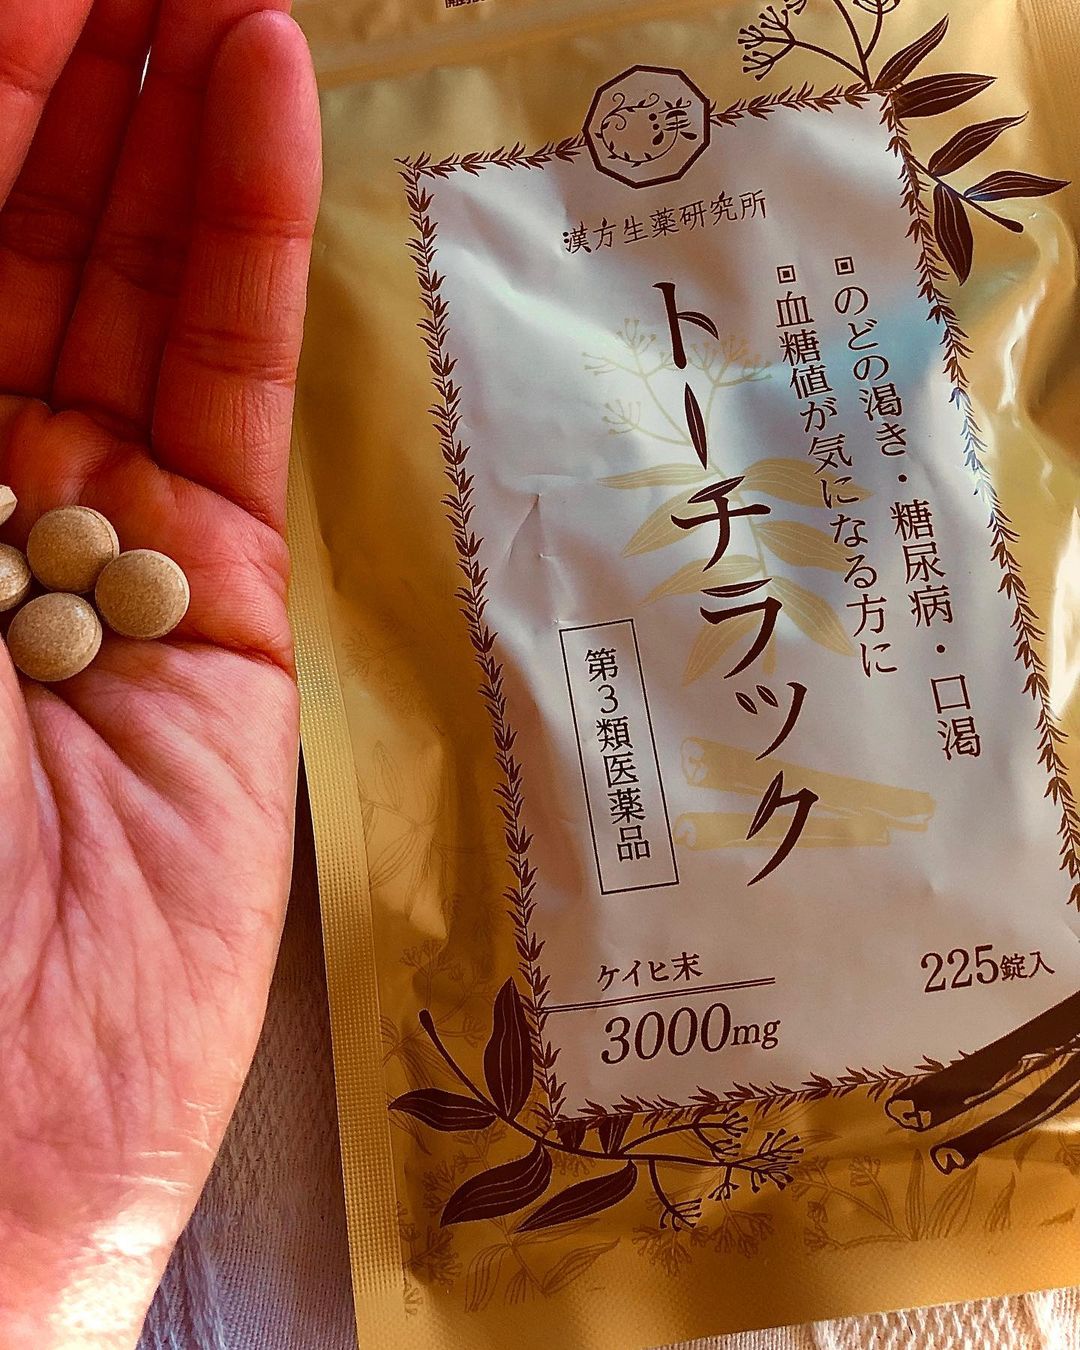 漢
漢方生薬研究所
のどの渇き・糖尿病・口渇
血糖値が気になる方に
トーチラック
第3類医薬品
ケイヒ末
3000mg
225錠入